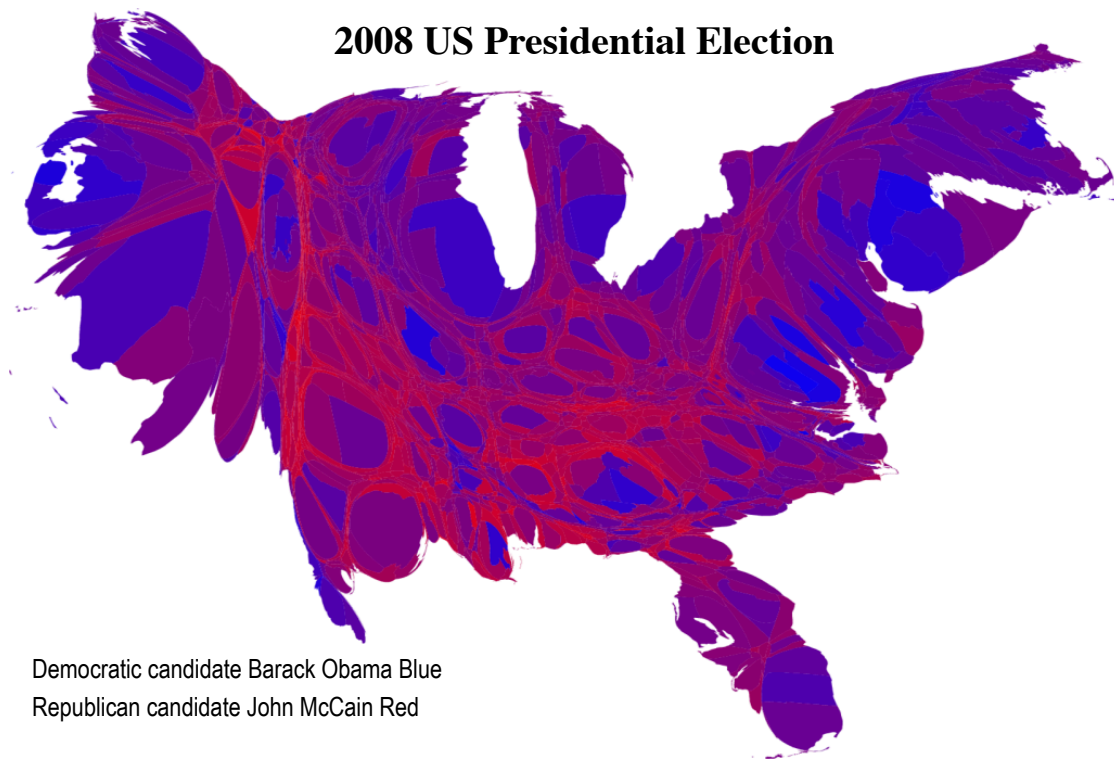 2008 US Presidential Election
Democratic candidate Barack Obama Blue
Republican candidate John McCain Red